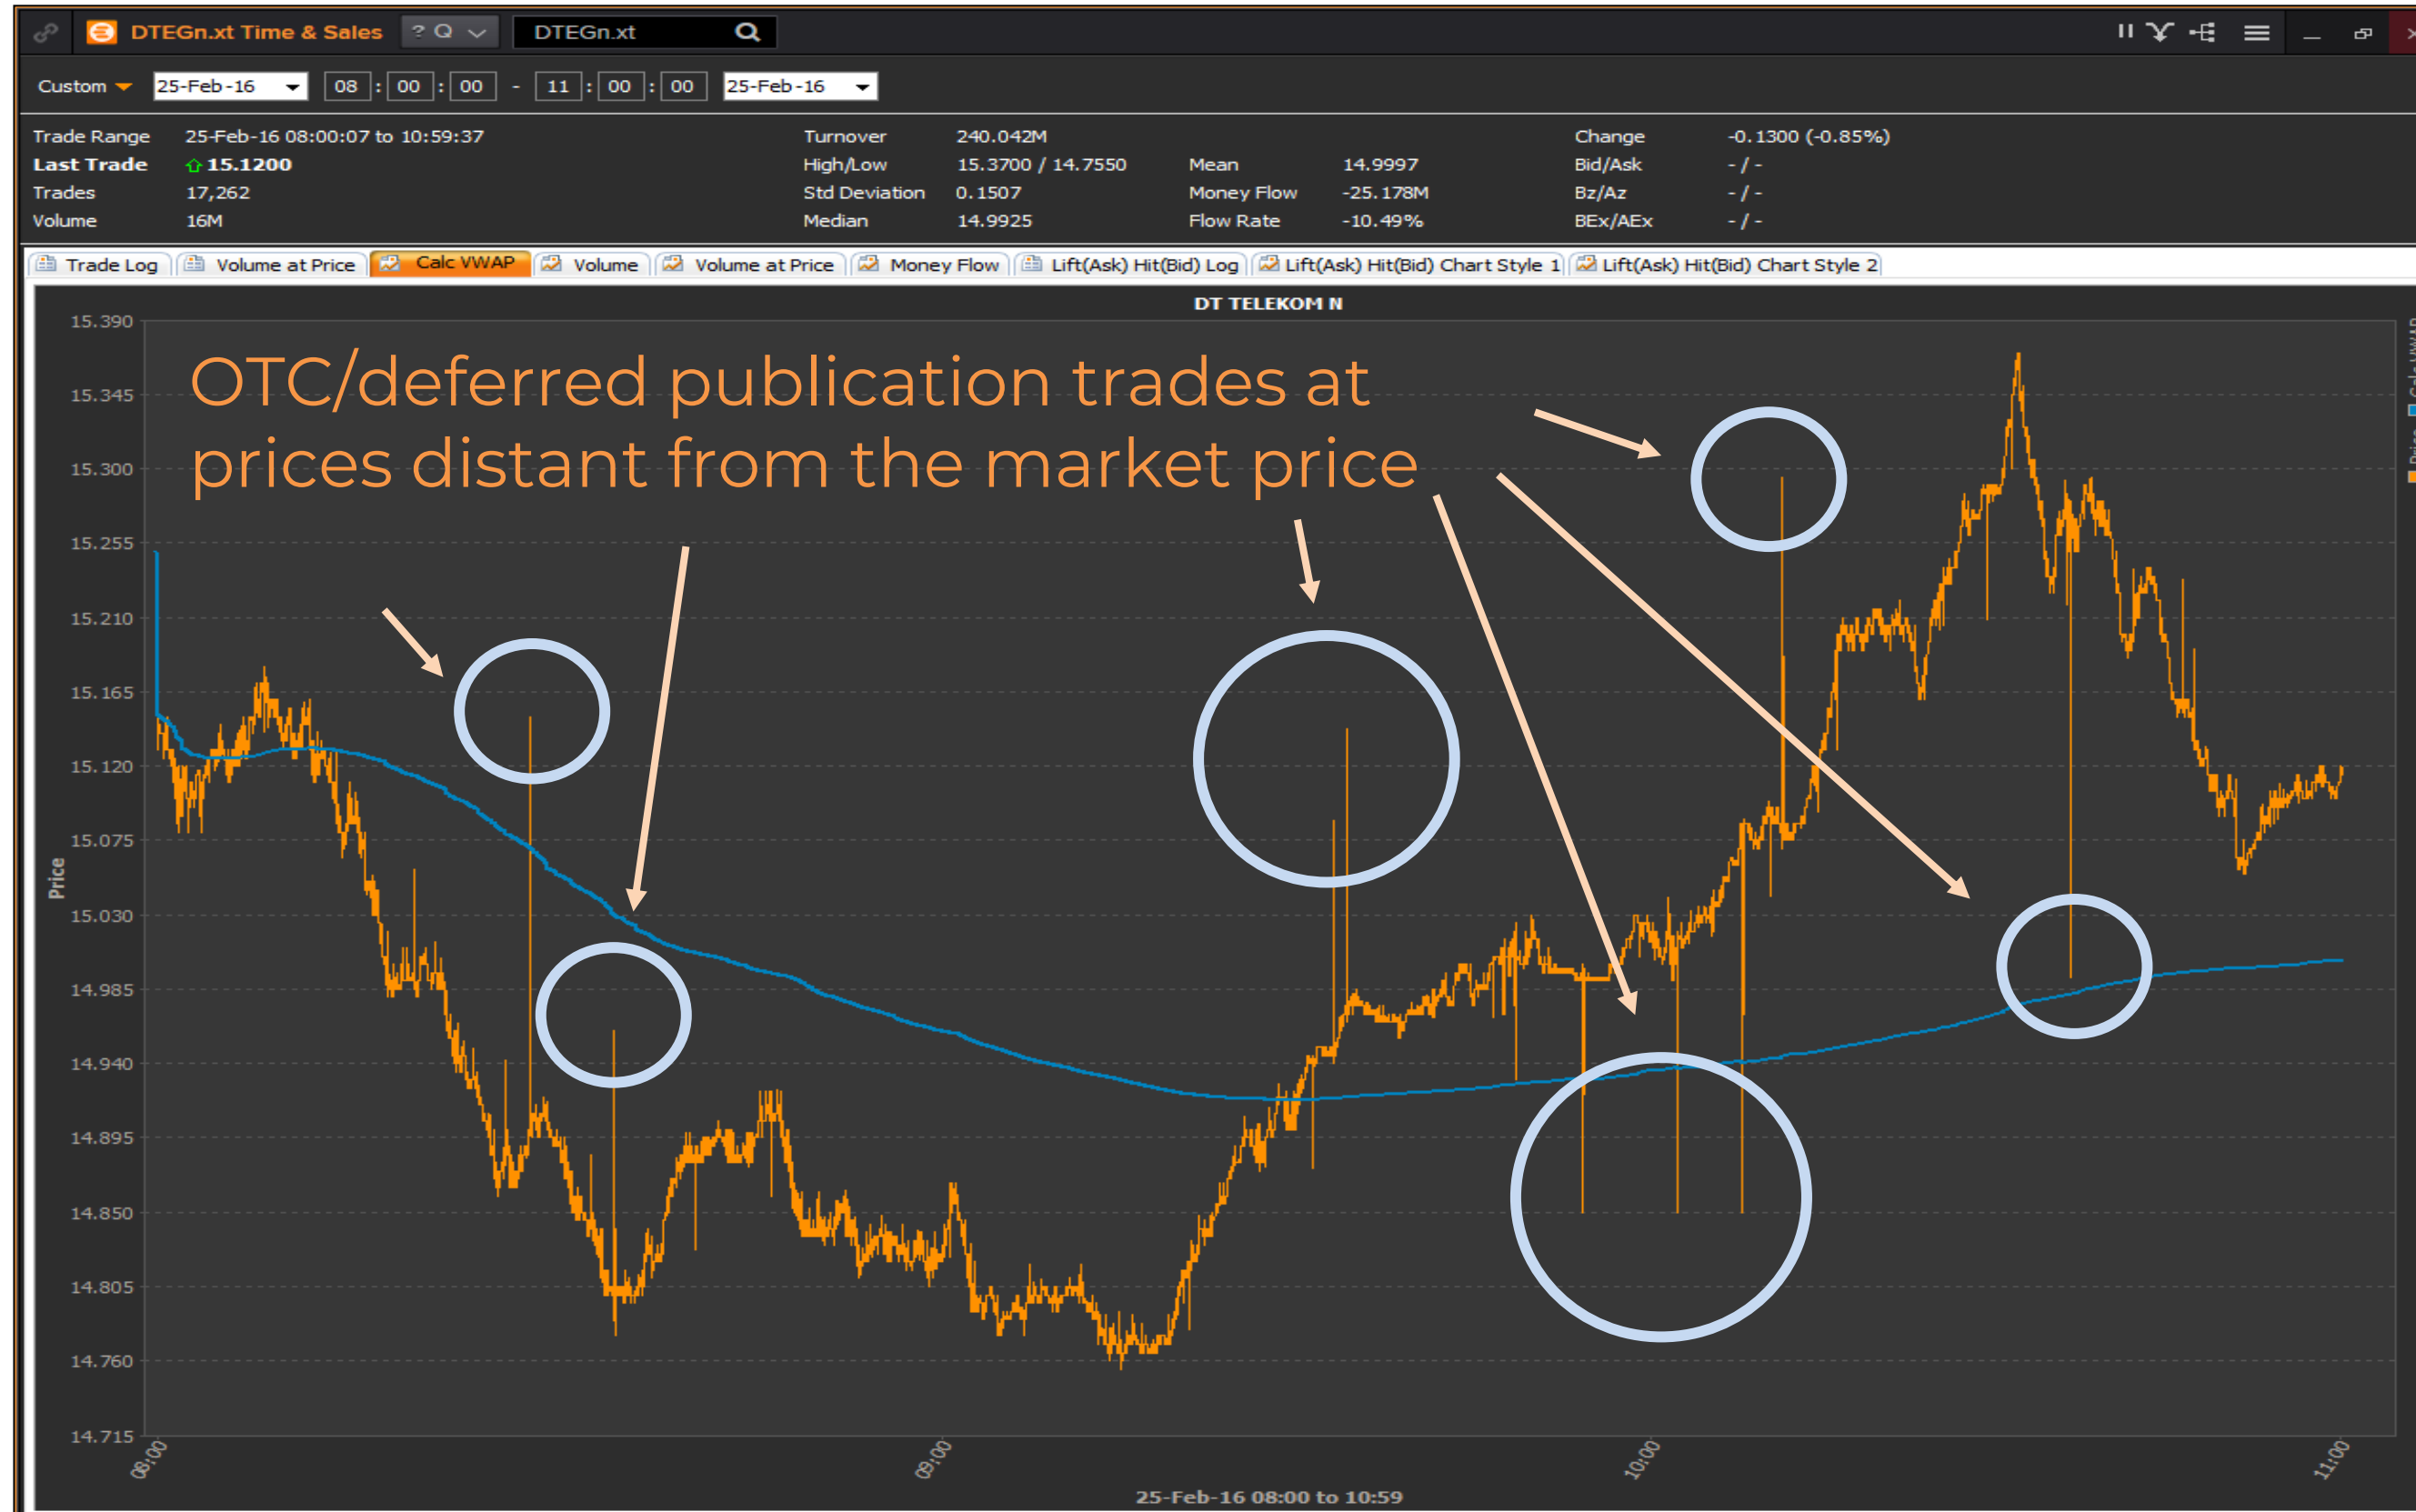 DTEGn.xt Time & Sales ? Q DTEGn.xt
Custom 25-Feb-16 08 : 00 : 00 - 11 : 00 : 00 25-Feb-16
Trade Range 25-Feb-16 08:00:07 to 10:59:37 Turnover 240.042M Change -0.1300 (-0.85%)
Last Trade 15.1200 High/Low 15.3700 / 14.7550 Mean 14.9997 Bid/Ask - / -
Trades 17,262 Std Deviation 0.1507 Money Flow -25.178M Bz/Az - / -
Volume 16M Median 14.9925 Flow Rate -10.49% BEx/AEx - / -
Trade Log Volume at Price Calc VWAP Volume Volume at Price Money Flow Lift(Ask) Hit(Bid) Log Lift(Ask) Hit(Bid) Chart Style 1 Lift(Ask) Hit(Bid) Chart Style 2
DT TELEKOM N
OTC/deferred publication trades at
prices distant from the market price
15.390
15.345
15.300
15.255
15.210
15.165
15.120
15.075
15.030
14.985
14.940
14.895
14.850
14.805
14.760
14.715
Price
Price Calc VWAP
08:00 09:00 10:00 11:00
25-Feb-16 08:00 to 10:59